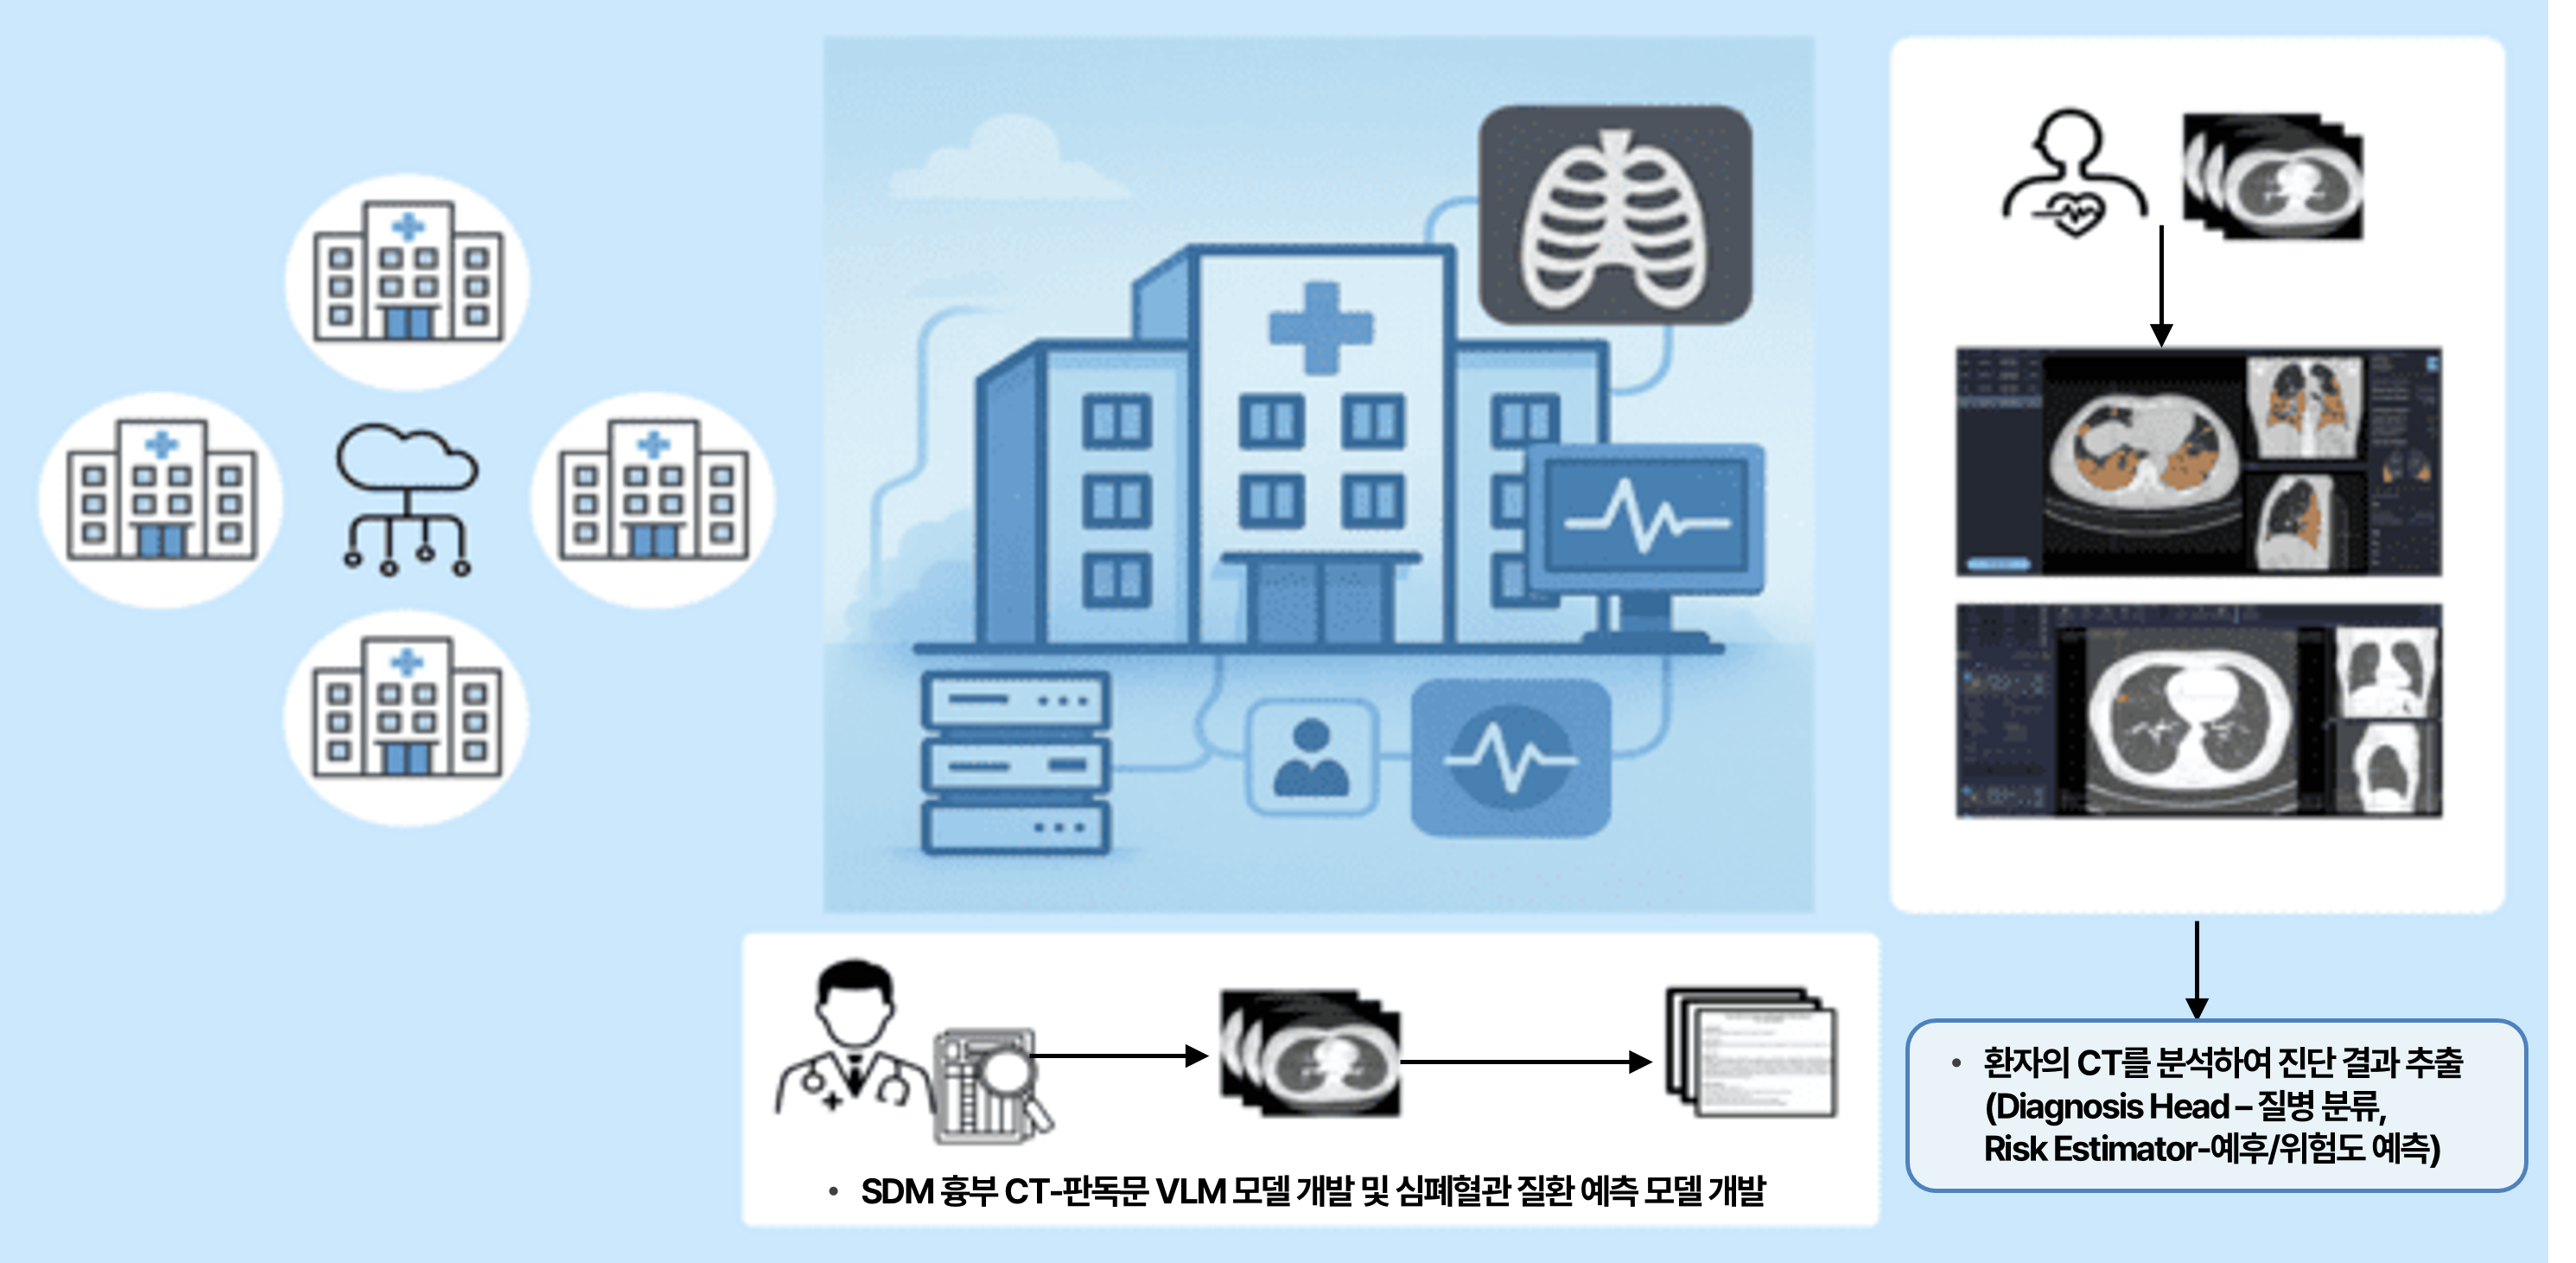 • SDM 흉부 CT-판독문 VLM 모델 개발 및 심폐혈관 질환 예측 모델 개발
• 환자의 CT를 분석하여 진단 결과 추출
(Diagnosis Head – 질병 분류,
Risk Estimator-예후/위험도 예측)